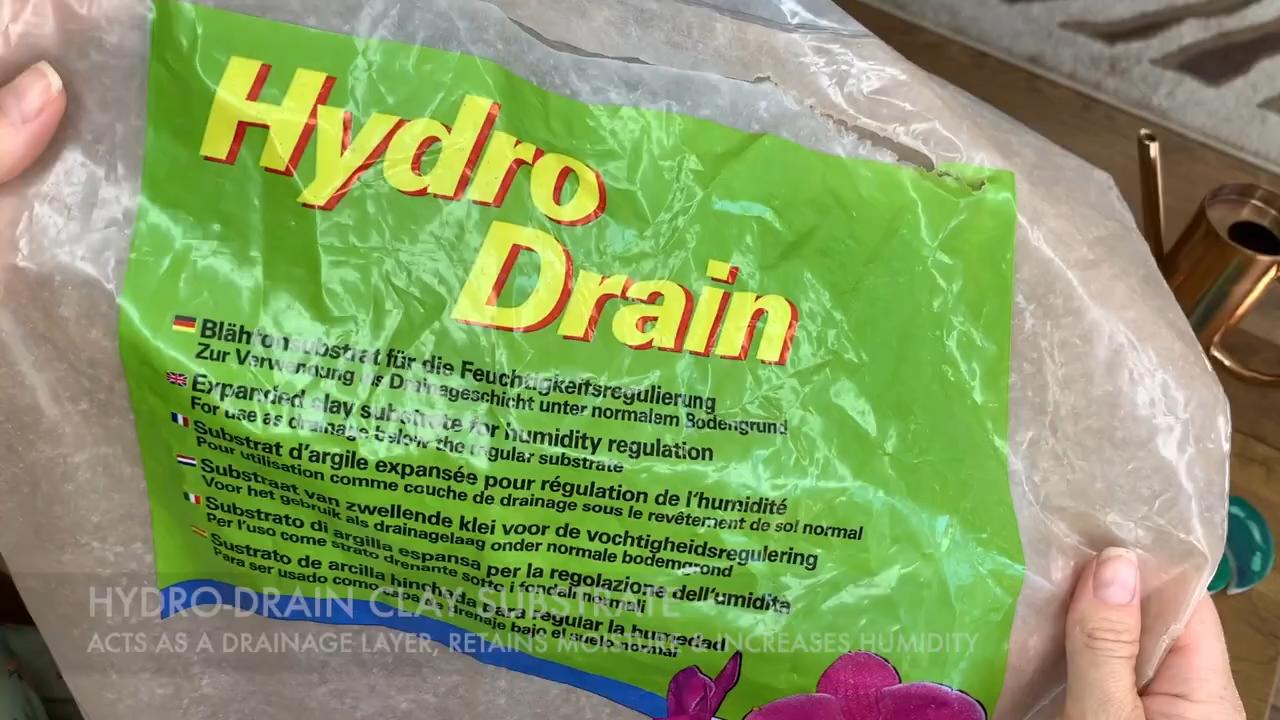 Hydro
Drain
Blähtonsubstrat für die Feuchtigkeitsregulierung
Zur Verwendung als Drainageschicht unter normalem Bodengrund
Expanded clay substrate for humidity regulation
For use as drainage below the regular substrate
Substrat d'argile expansée pour régulation de l'humidité
Pour utilisation comme couche de drainage sous le revêtement de sol normal
Substraat van zwellende klei voor de vochtigheidsregulering
Voor het gebruik als drainagelaag onder normale bodemgrond
Substrato di argilla espansa per la regolazione dell'umidita
Per l'uso come strato drenante sotto i fondali normali
Sustrato de arcilla hinchada para regular la humedad
Para ser usado como capa de drenaje bajo el suelo normal
HYDRO DRAIN CLAY SUBSTRATE
ACTS AS A DRAINAGE LAYER, RETAINS MOISTURE & INCREASES HUMIDITY